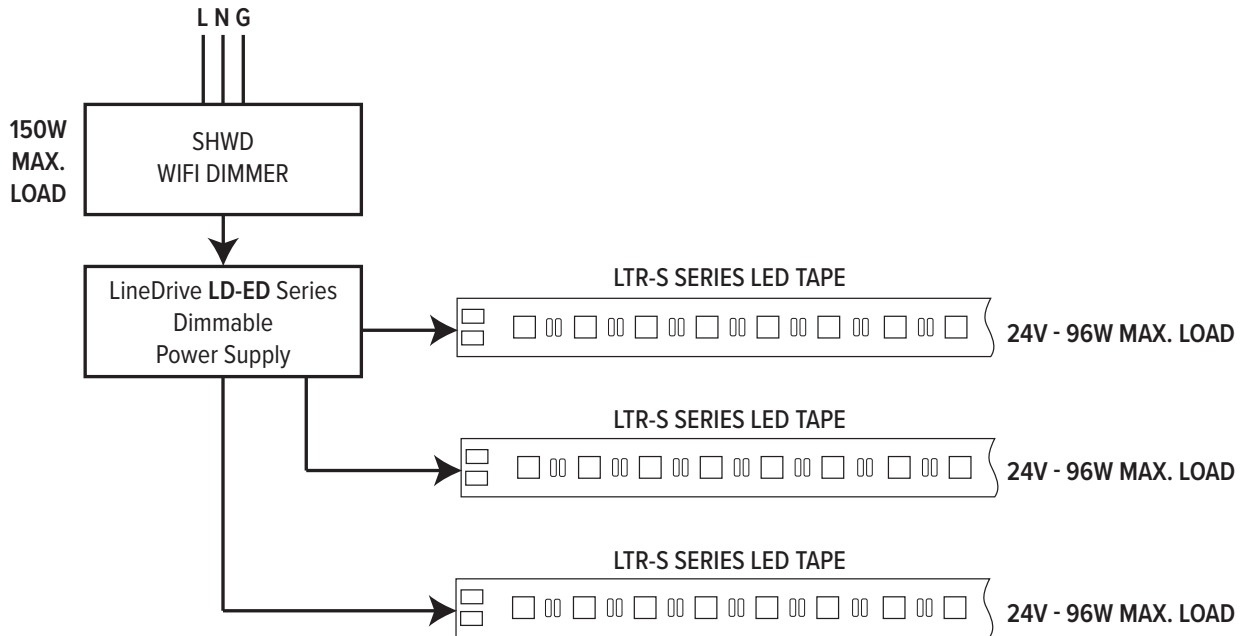 L N G
150W
MAX.
LOAD
SHWD
WIFI DIMMER
LineDrive LD-ED Series
Dimmable
Power Supply
LTR-S SERIES LED TAPE
24V - 96W MAX. LOAD
LTR-S SERIES LED TAPE
24V - 96W MAX. LOAD
LTR-S SERIES LED TAPE
24V - 96W MAX. LOAD